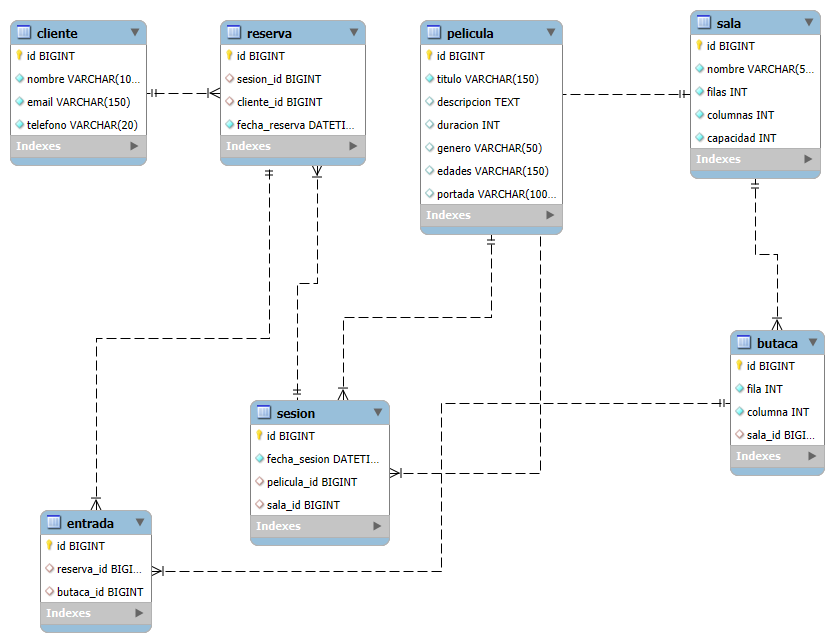 cliente
id BIGINT
nombre VARCHAR(10...
email VARCHAR(150)
telefono VARCHAR(20)
Indexes
reserva
id BIGINT
sesion_id BIGINT
cliente_id BIGINT
fecha_reserva DATETI...
Indexes
pelicula
id BIGINT
titulo VARCHAR(150)
descripcion TEXT
duracion INT
genero VARCHAR(50)
edades VARCHAR(150)
portada VARCHAR(100...
Indexes
sala
id BIGINT
nombre VARCHAR(5...
filas INT
columnas INT
capacidad INT
Indexes
butaca
id BIGINT
fila INT
columna INT
sala_id BIGI...
Indexes
sesion
id BIGINT
fecha_sesion DATETI...
pelicula_id BIGINT
sala_id BIGINT
Indexes
entrada
id BIGINT
reserva_id BIGI...
butaca_id BIGINT
Indexes